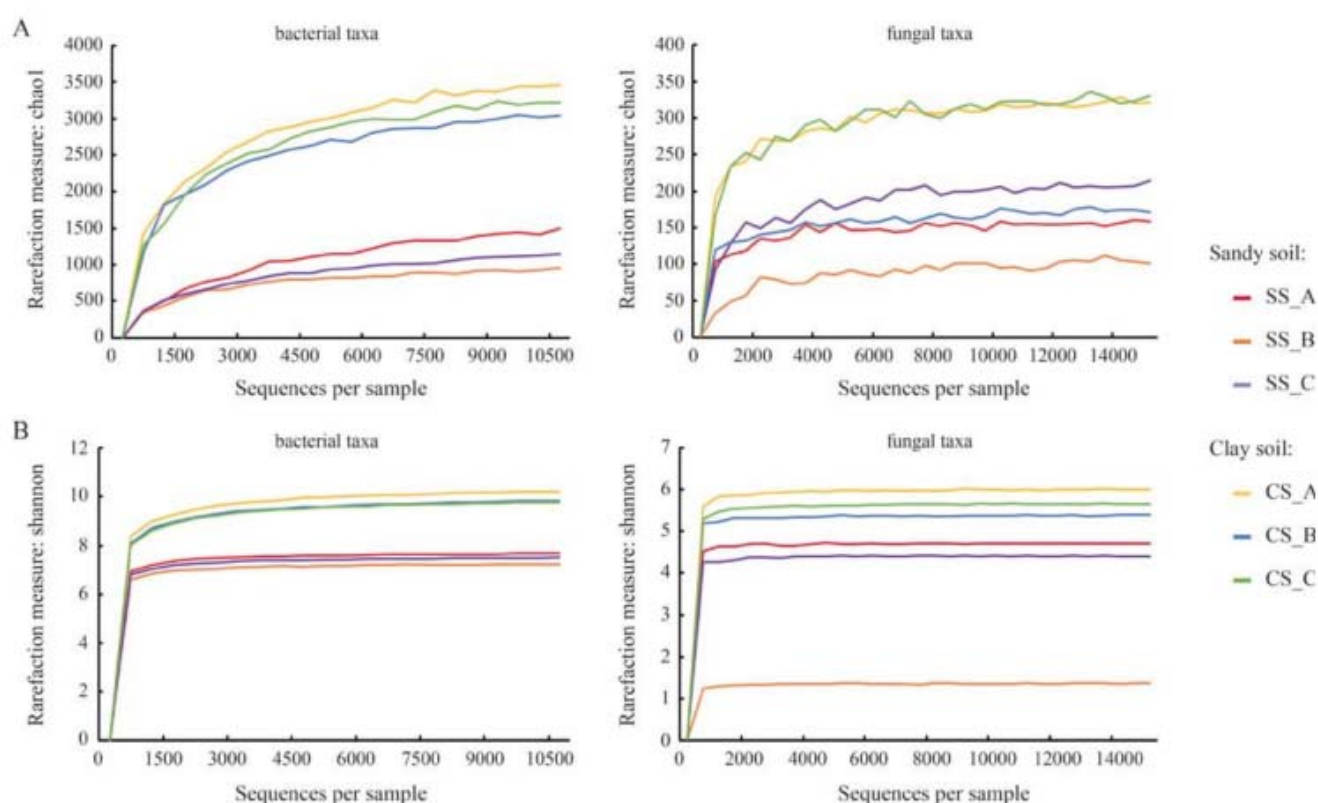 A
bacterial taxa
Rarefaction measure: chao1
4000
3500
3000
2500
2000
1500
1000
500
0
0 1500 3000 4500 6000 7500 9000 10500
Sequences per sample
fungal taxa
Rarefaction measure: chao1
400
350
300
250
200
150
100
50
0
2000 4000 6000 8000 10000 12000 14000
Sequences per sample
Sandy soil:
SS_A
SS_B
SS_C
B
bacterial taxa
Rarefaction measure: shannon
12
10
8
6
4
2
0
0 1500 3000 4500 6000 7500 9000 10500
Sequences per sample
fungal taxa
Rarefaction measure: shannon
7
6
5
4
3
2
1
0
0 2000 4000 6000 8000 10000 12000 14000
Sequences per sample
Clay soil:
CS_A
CS_B
CS_C